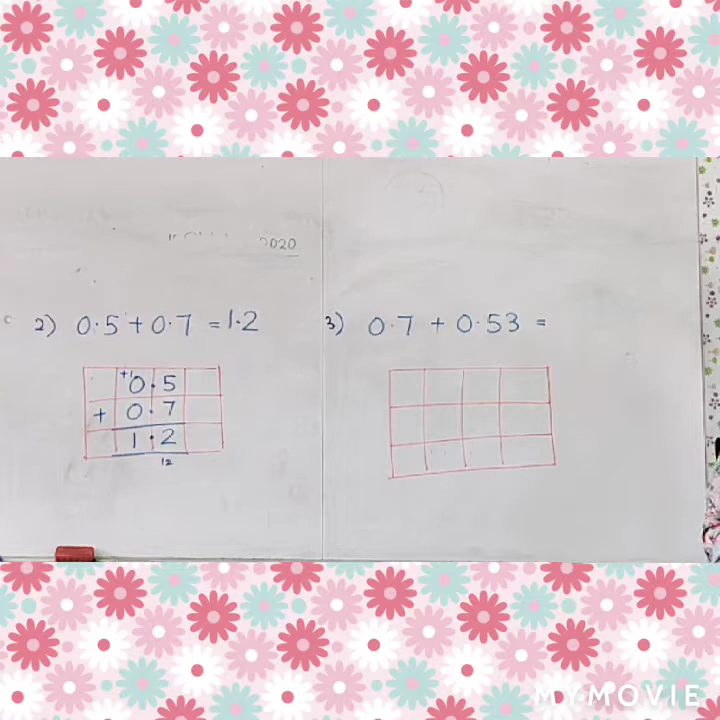 2020
2) 0.5 + 0.7 = 1.2
+1 0.5
+ 0.7
1.2
12
3) 0.7 + 0.53 =
MYMOVIE